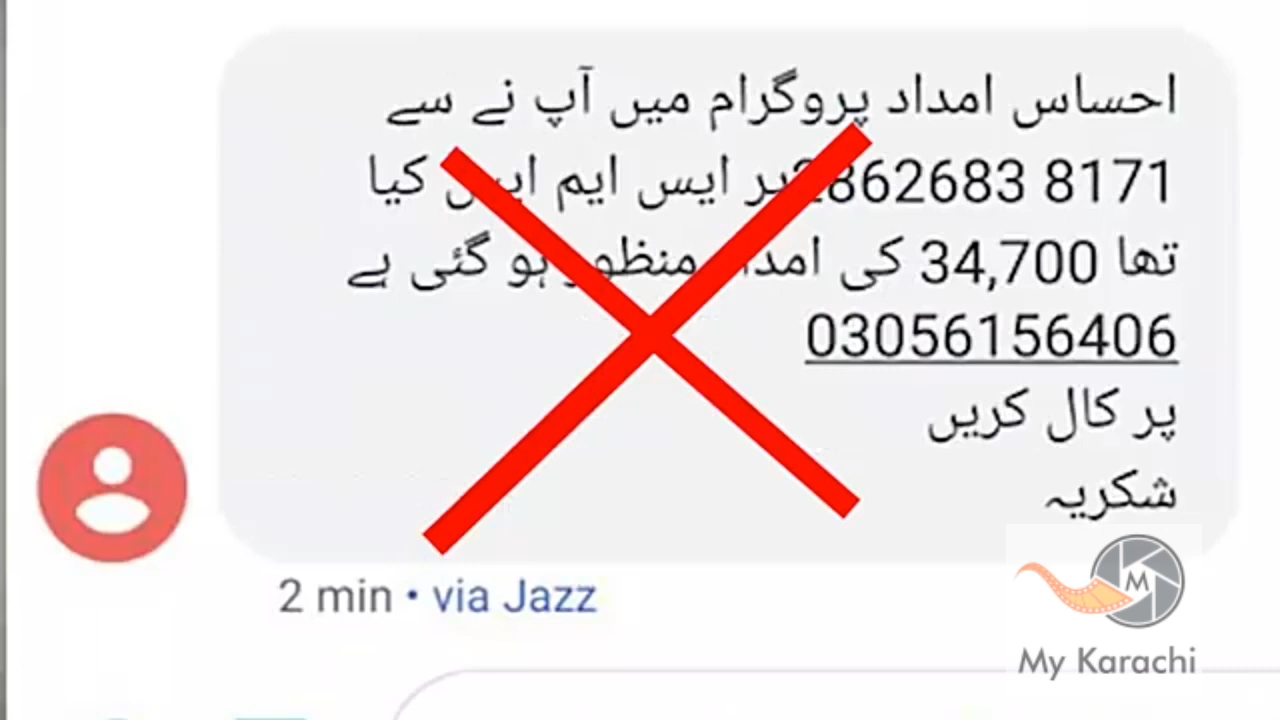 احساس امداد پروگرام میں آپ نے سے
8171 2862683پر ایس ایم ایس کیا
تھا 34,700 کی امداد منظور ہو گئی ہے
03056156406
پر کال کریں
شکریہ
2 min • via Jazz
M
My Karachi